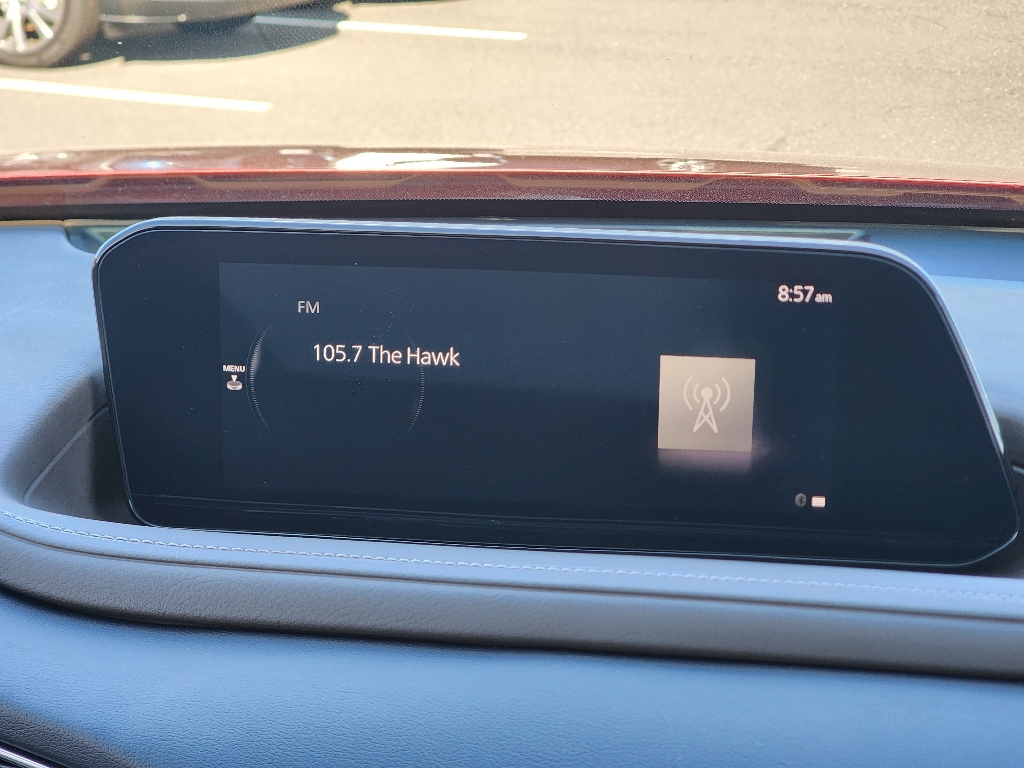 FM
8:57am
105.7 The Hawk
MENU